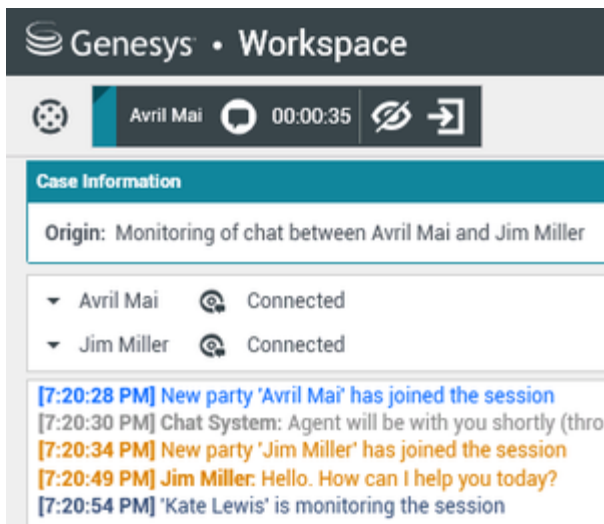 Genesys • Workspace
Avril Mai 00:00:35
Case Information
Origin: Monitoring of chat between Avril Mai and Jim Miller
Avril Mai Connected
Jim Miller Connected
[7:20:28 PM] New party 'Avril Mai' has joined the session
[7:20:30 PM] Chat System: Agent will be with you shortly (thro
[7:20:34 PM] New party 'Jim Miller' has joined the session
[7:20:49 PM] Jim Miller: Hello. How can I help you today?
[7:20:54 PM] 'Kate Lewis' is monitoring the session